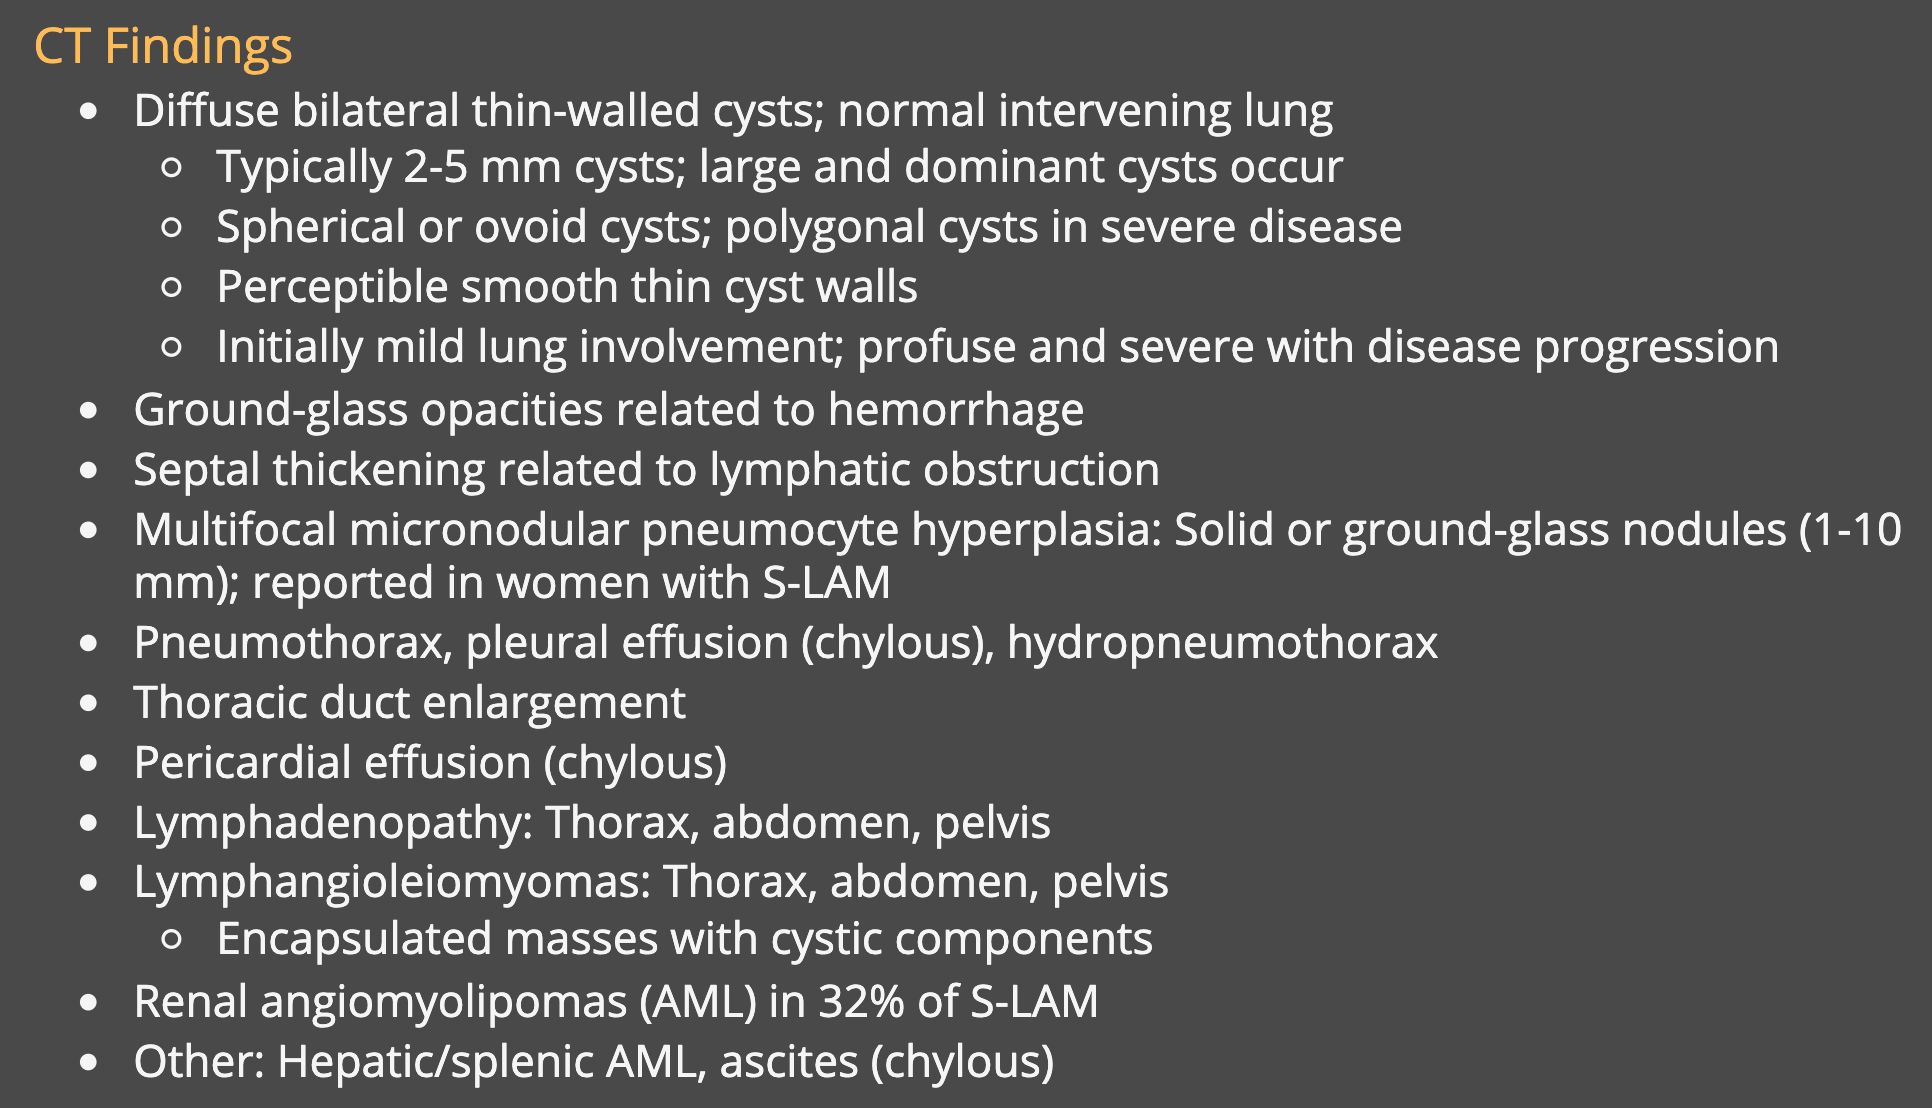 CT Findings
• Diffuse bilateral thin-walled cysts; normal intervening lung
○ Typically 2-5 mm cysts; large and dominant cysts occur
○ Spherical or ovoid cysts; polygonal cysts in severe disease
○ Perceptible smooth thin cyst walls
○ Initially mild lung involvement; profuse and severe with disease progression
• Ground-glass opacities related to hemorrhage
• Septal thickening related to lymphatic obstruction
• Multifocal micronodular pneumocyte hyperplasia: Solid or ground-glass nodules (1-10
mm); reported in women with S-LAM
• Pneumothorax, pleural effusion (chylous), hydropneumothorax
• Thoracic duct enlargement
• Pericardial effusion (chylous)
• Lymphadenopathy: Thorax, abdomen, pelvis
• Lymphangioleiomyomas: Thorax, abdomen, pelvis
○ Encapsulated masses with cystic components
• Renal angiomyolipomas (AML) in 32% of S-LAM
• Other: Hepatic/splenic AML, ascites (chylous)